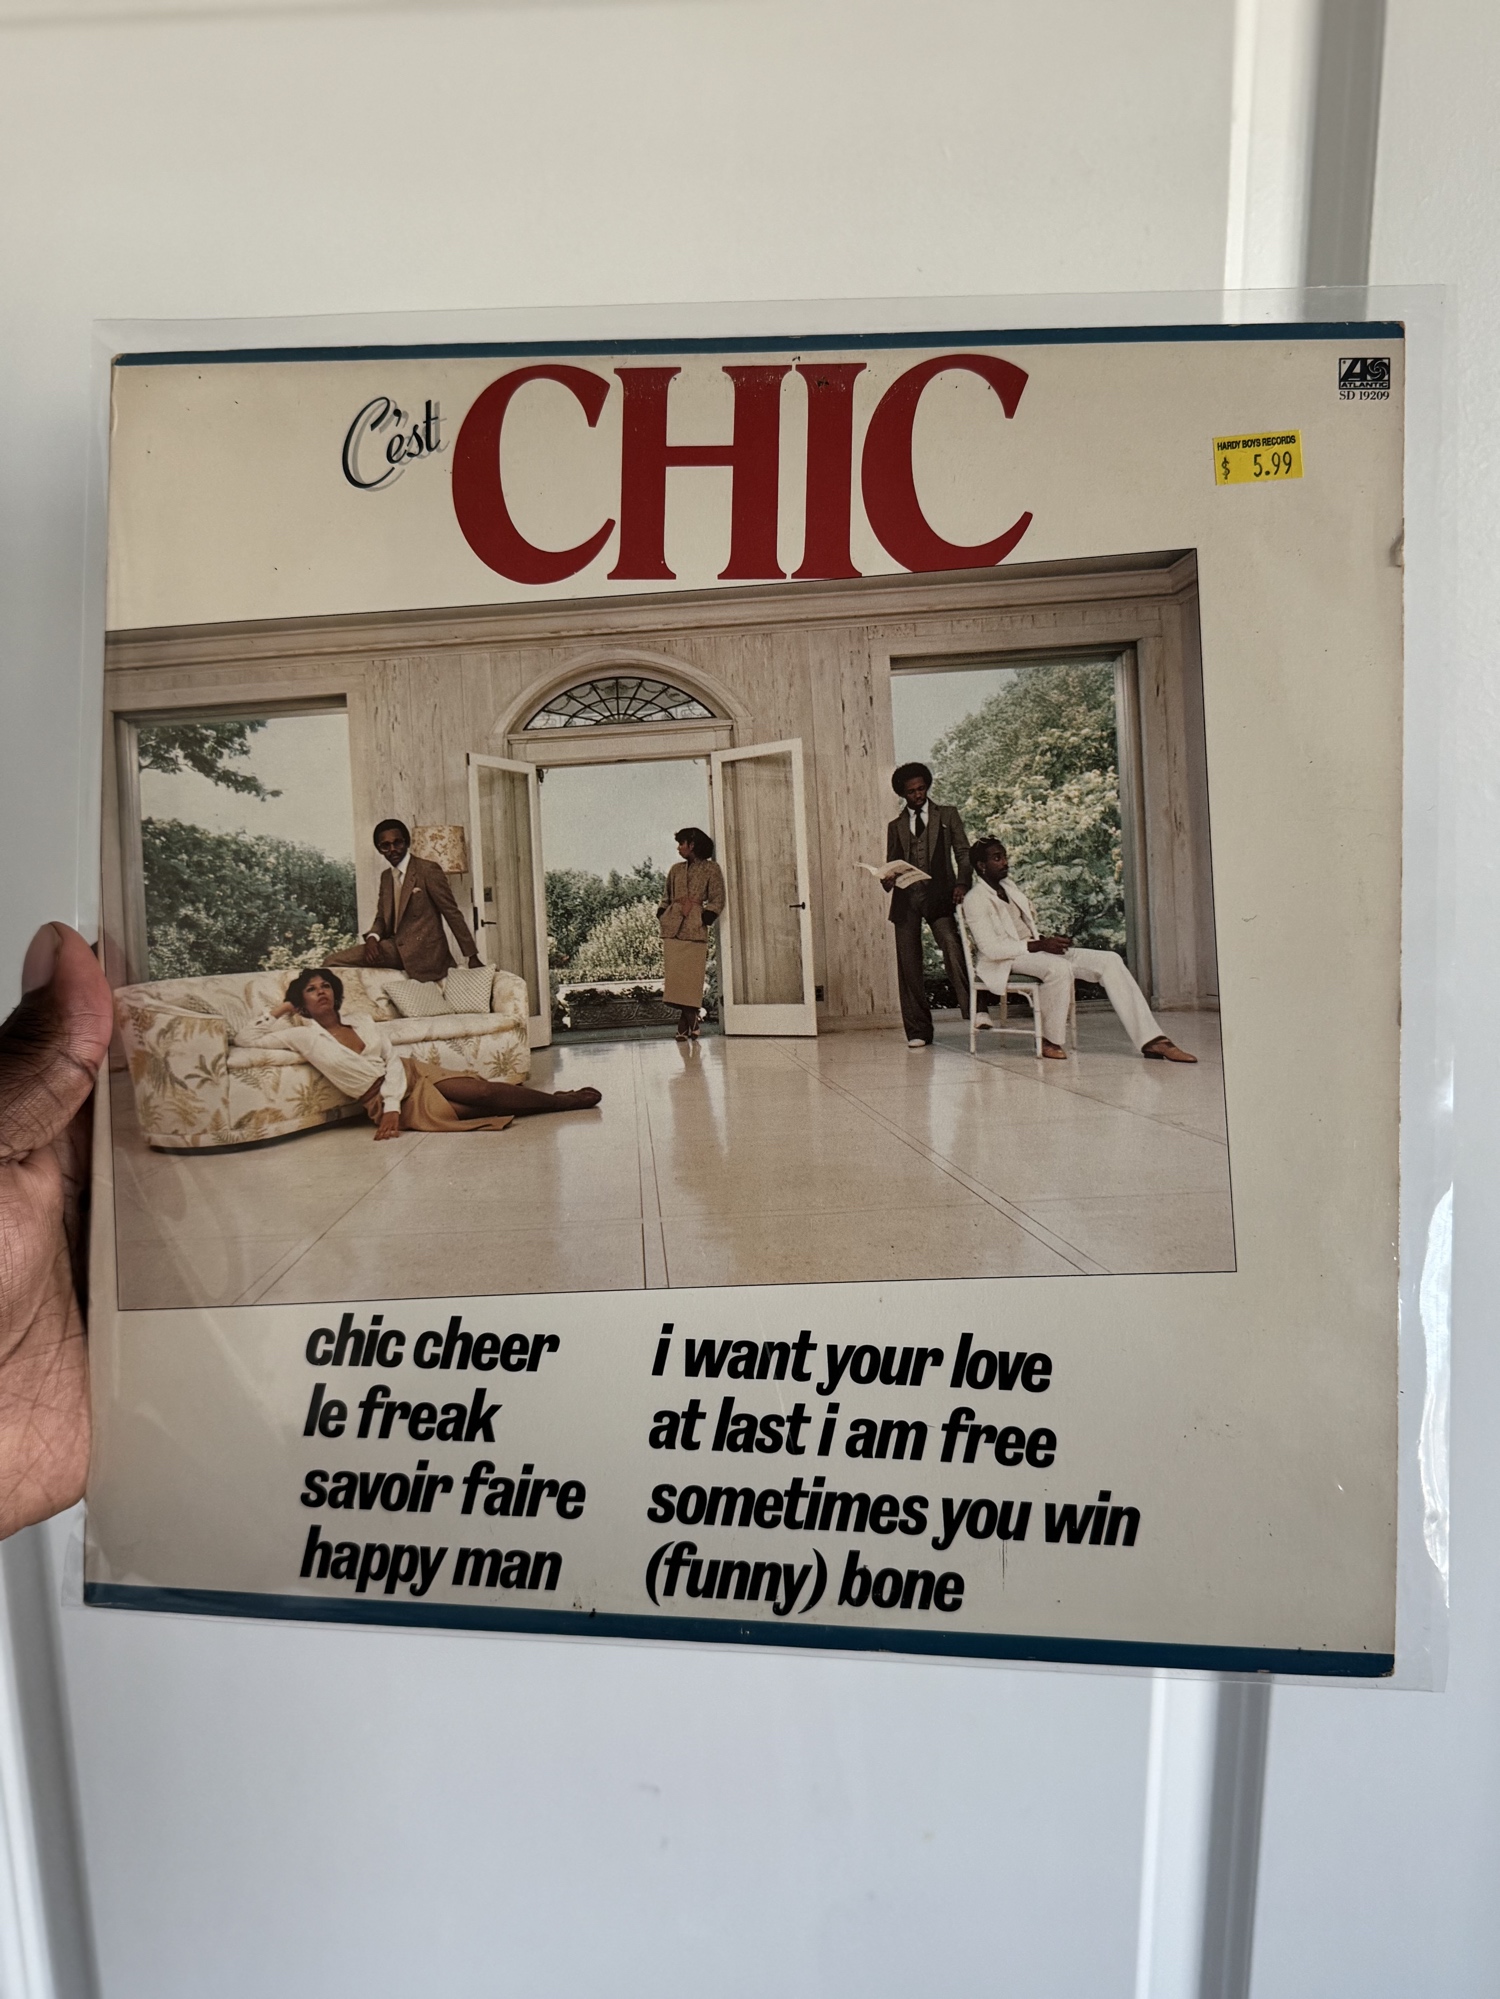 C'est
CHIC
ATLANTIC
SD 19209
HARDY BOYS RECORDS
$ 5.99
chic cheer
le freak
savoir faire
happy man
i want your love
at last i am free
sometimes you win
(funny) bone